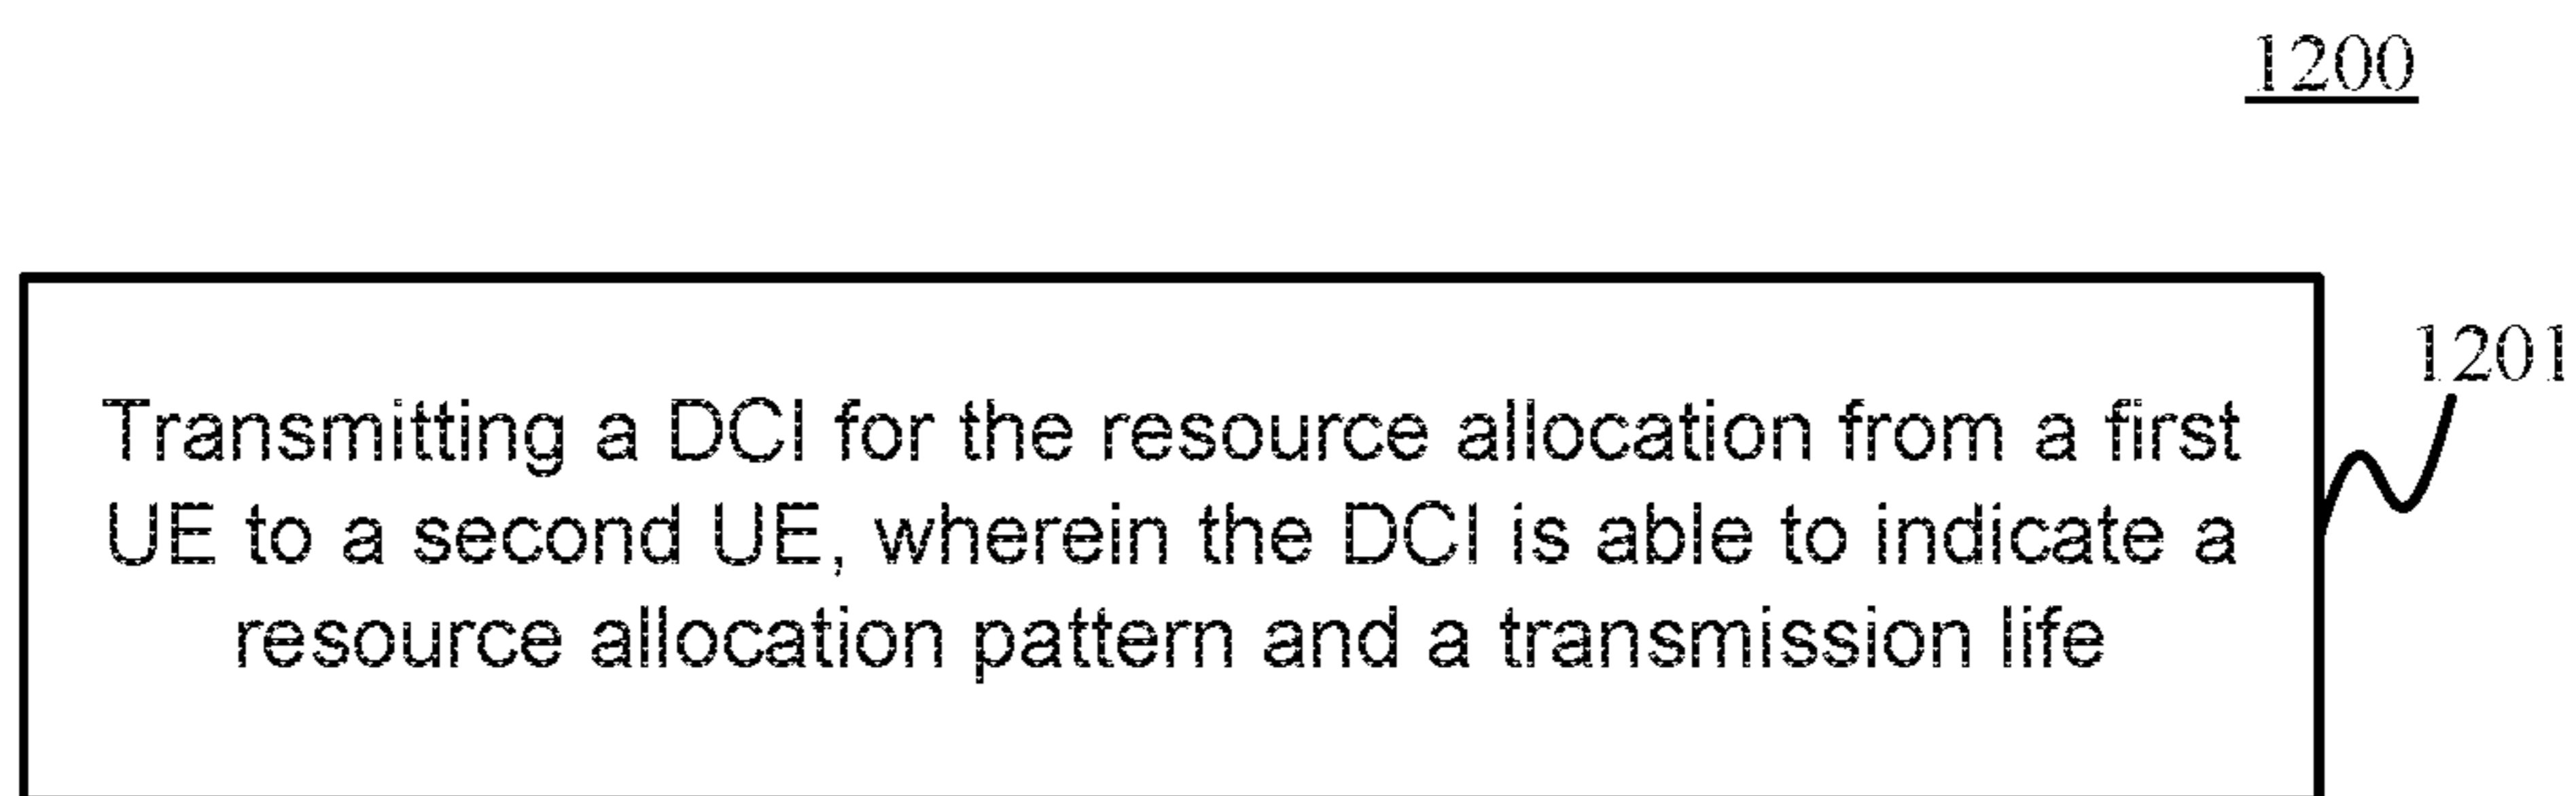 1200
1201
Transmitting a DCI for the resource allocation from a first
UE to a second UE, wherein the DCI is able to indicate a
resource allocation pattern and a transmission life